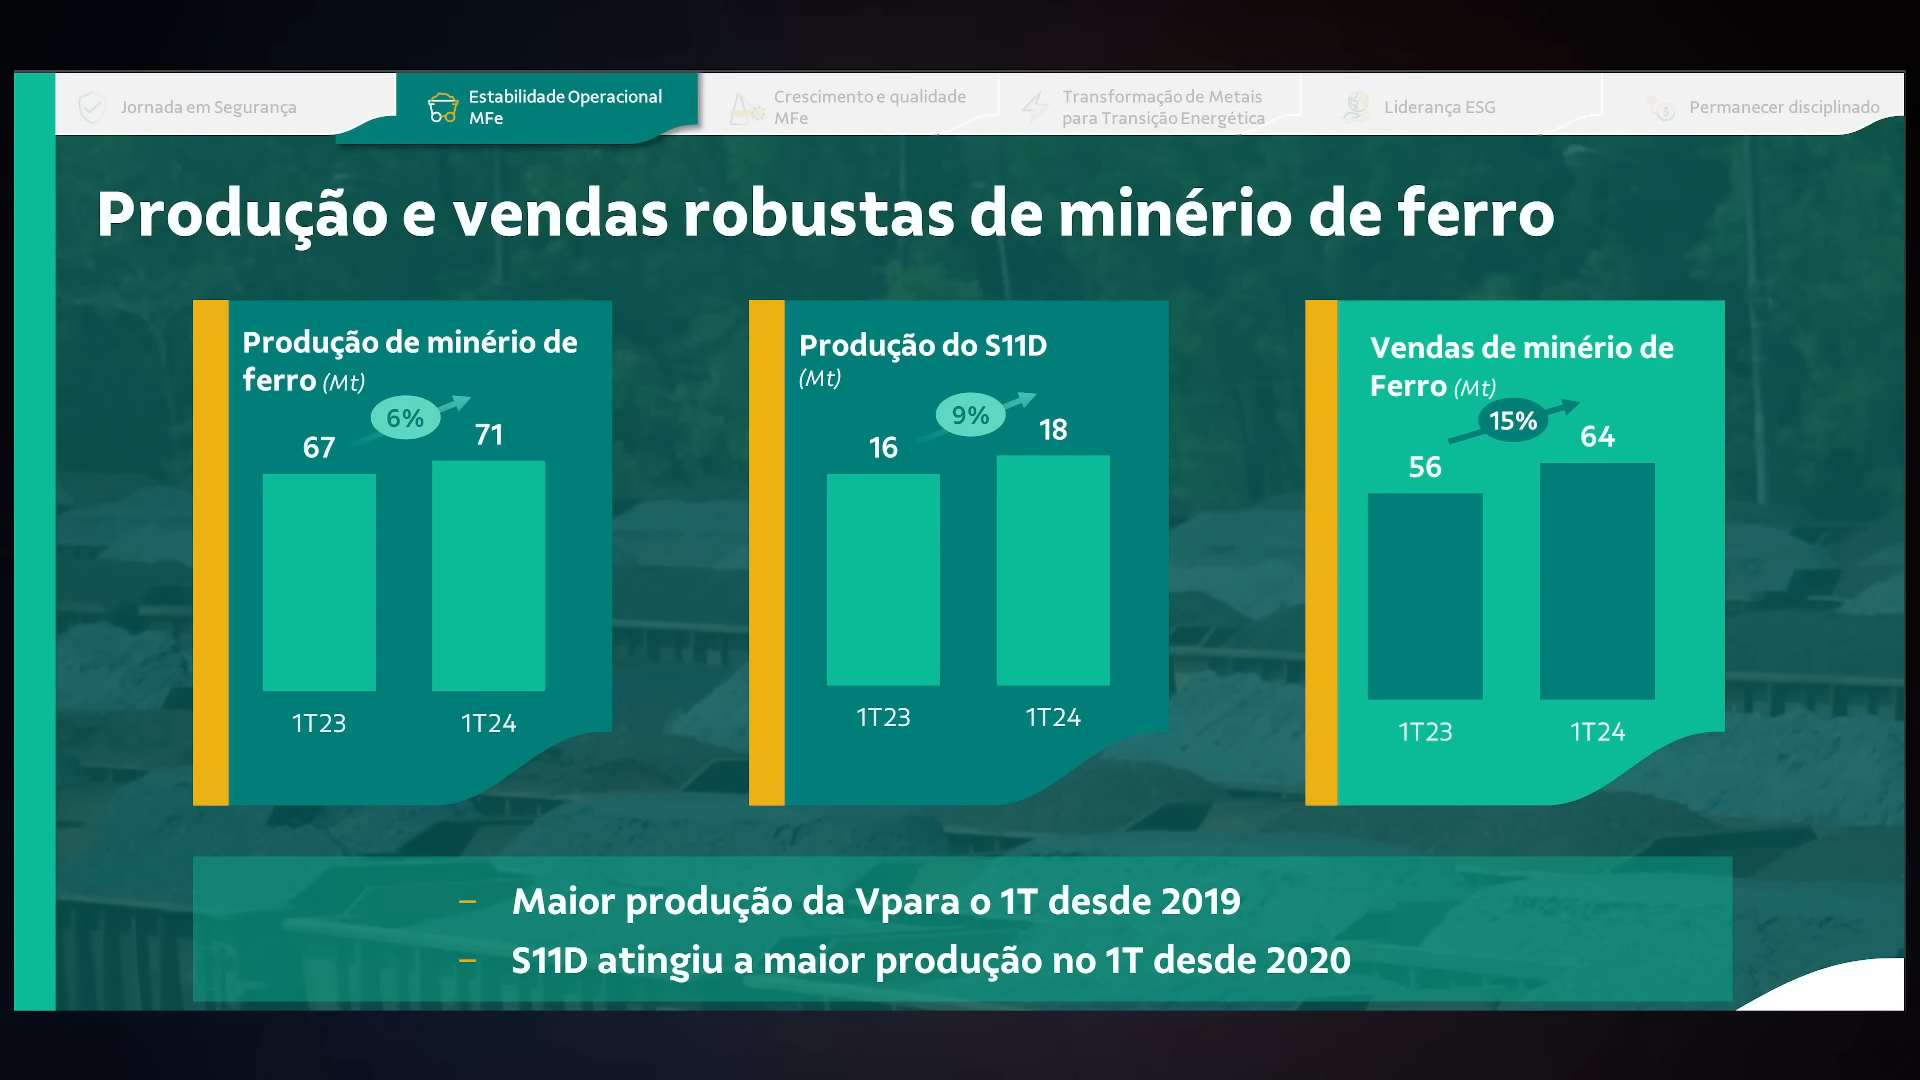 Jornada em Segurança
Estabilidade Operacional
MFe
Crescimento e qualidade
MFe
Transformação de Metais
para Transição Energética
Liderança ESG
Permanecer disciplinado
Produção e vendas robustas de minério de ferro
Produção de minério de
ferro (Mt)
6%
67
71
1T23
1T24
Produção do S11D
(Mt)
9%
16
18
1T23
1T24
Vendas de minério de
Ferro (Mt)
15%
56
64
1T23
1T24
– Maior produção da Vpara o 1T desde 2019
– S11D atingiu a maior produção no 1T desde 2020